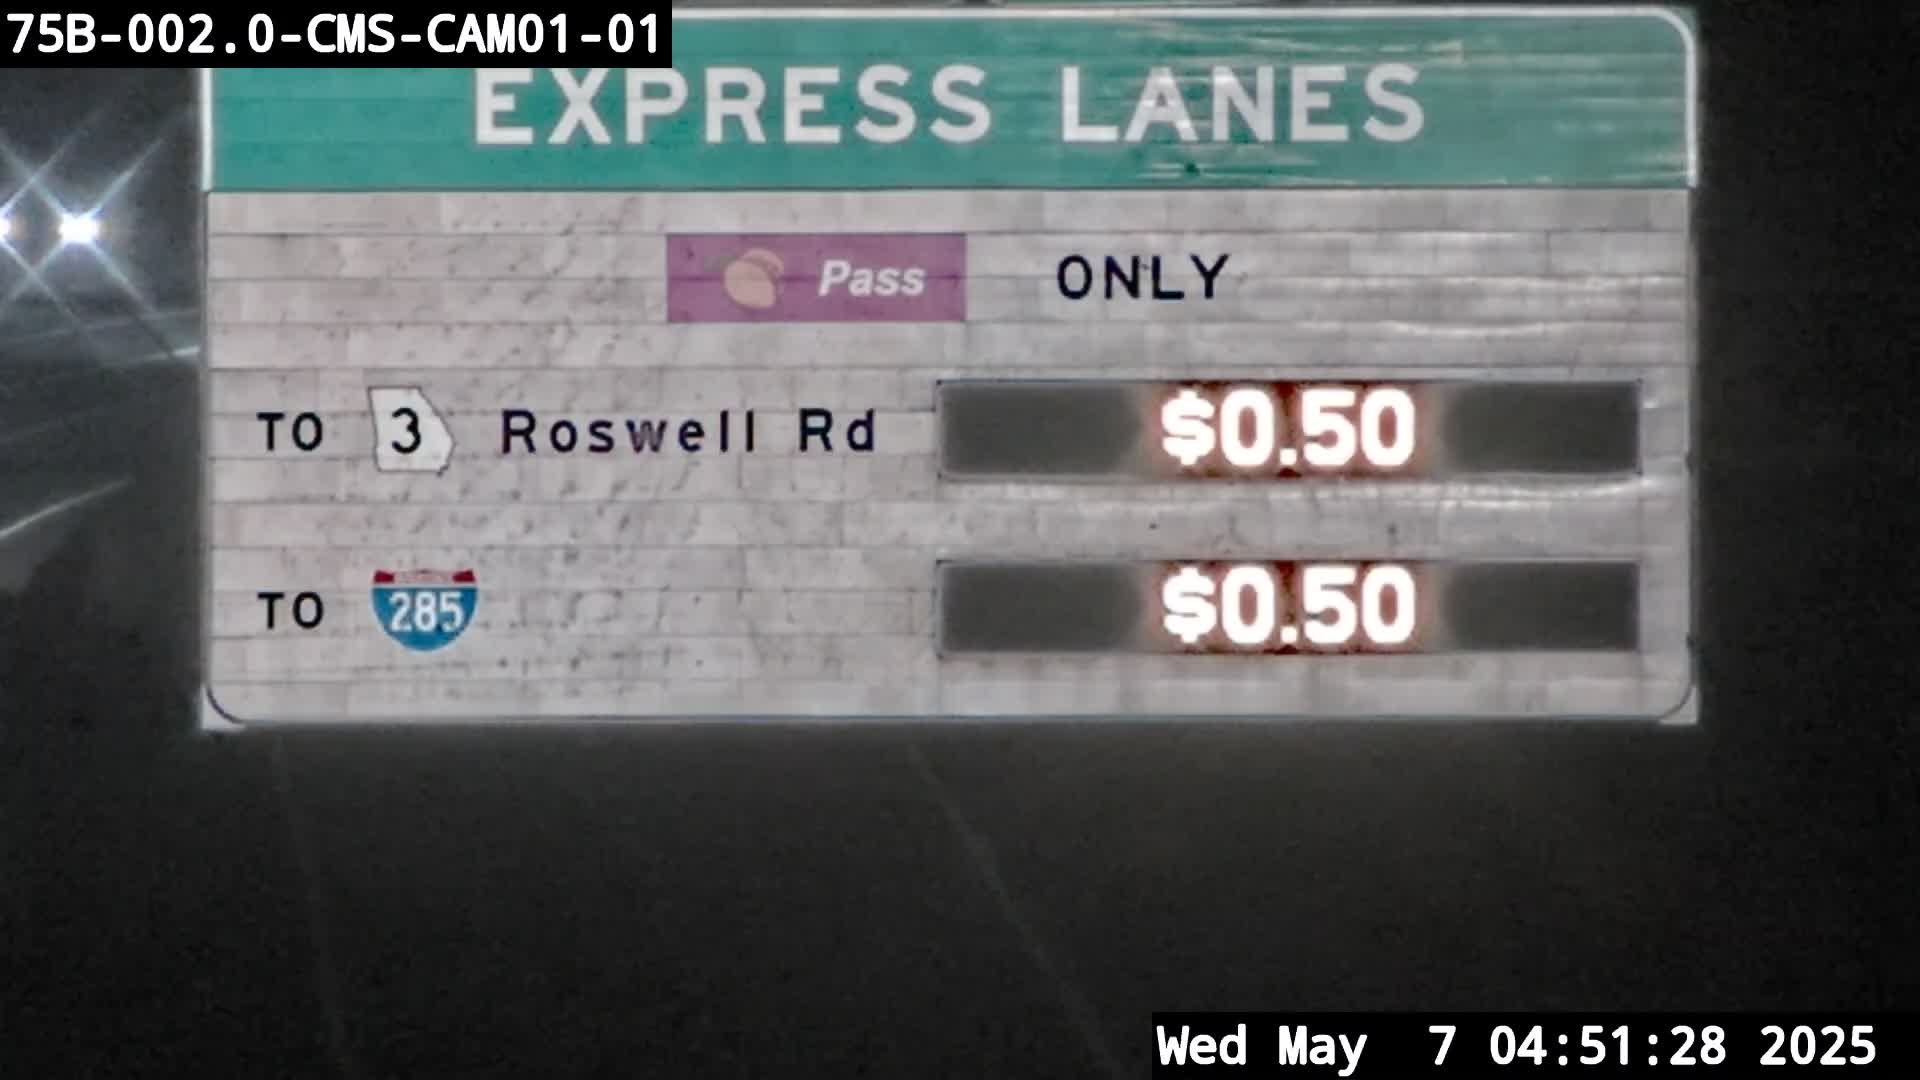 75B-002.0-CMS-CAM01-01
EXPRESS LANES
Pass ONLY
TO 3 Roswell Rd $0.50
TO 285 $0.50
Wed May 7 04:51:28 2025